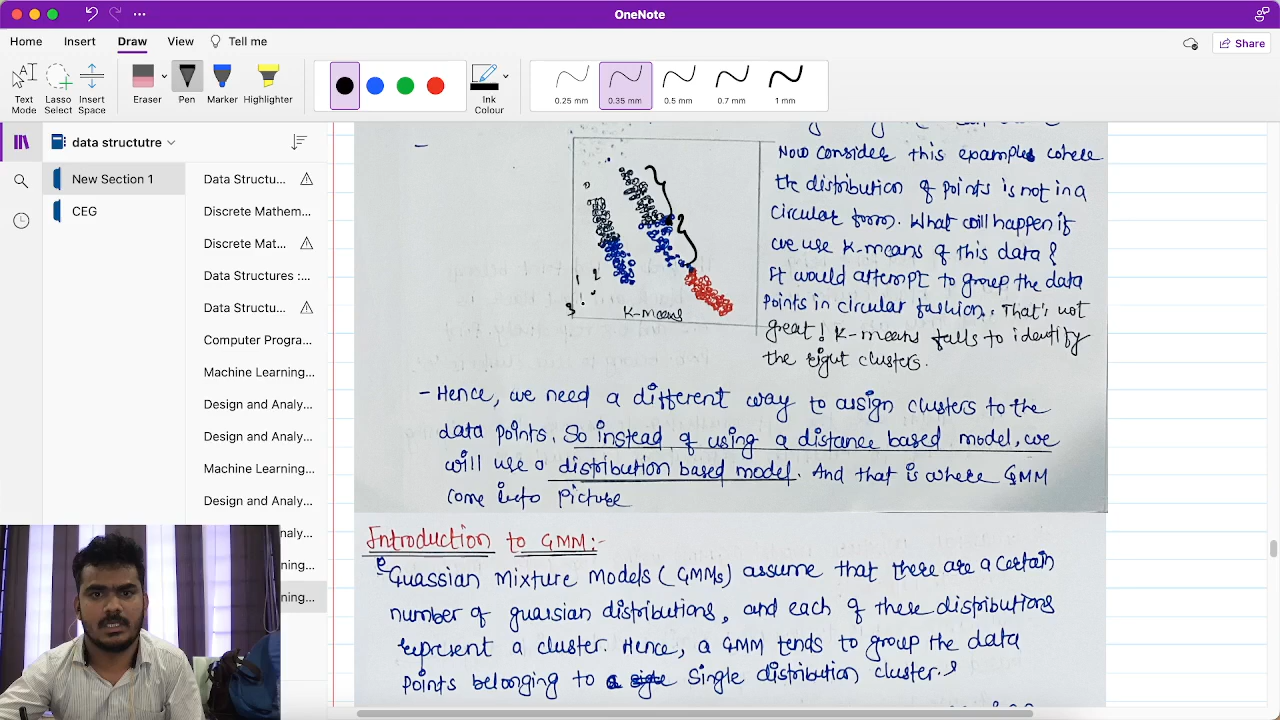 OneNote
Home Insert Draw View Tell me
Share
Text Mode
Lasso Select
Insert Space
Eraser
Pen
Marker
Highlighter
Ink Colour
0.25 mm
0.35 mm
0.5 mm
0.7 mm
1 mm
data structutre
New Section 1
CEG
Data Structu...
Discrete Mathem...
Discrete Mat...
Data Structures :...
Data Structu...
Computer Progra...
Machine Learning...
Design and Analy...
Design and Analy...
Machine Learning...
Design and Analy...
Now consider this example where
the distribution of points is not in a
circular form. What will happen if
we use K-means of this data?
It would attempt to group the data
Points in circular fashion. That's not
great! K-means fails to identify
the right clusters.
K-means
- Hence, we need a different way to assign clusters to the
data points. So instead of using a distance based model, we
will use a distribution based model. And that is where GMM
come into picture
Introduction to GMM:-
Guassian Mixture Models (GMMs) assume that there are a certain
number of guassian distributions, and each of these distributions
represent a cluster. Hence, a GMM tends to group the data
Points belonging to a single distribution cluster.